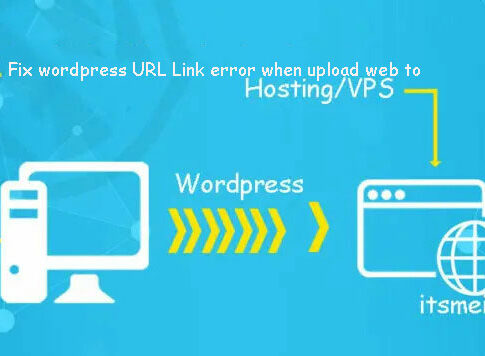 Fix wordpress URL Link error when upload web to
Hosting/VPS
Wordpress
itsmei